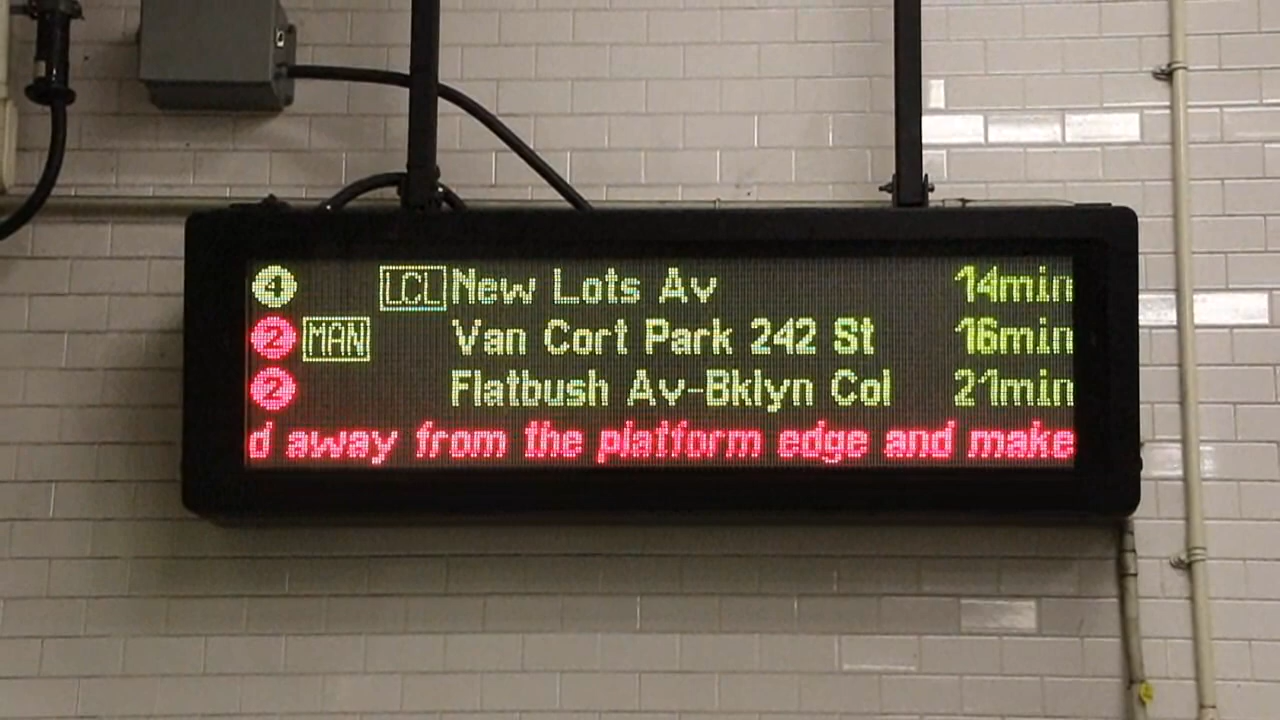 4 LCL New Lots Av 14min
2 MAN Van Cort Park 242 St 16min
2 Flatbush Av-Bklyn Col 21min
d away from the platform edge and make